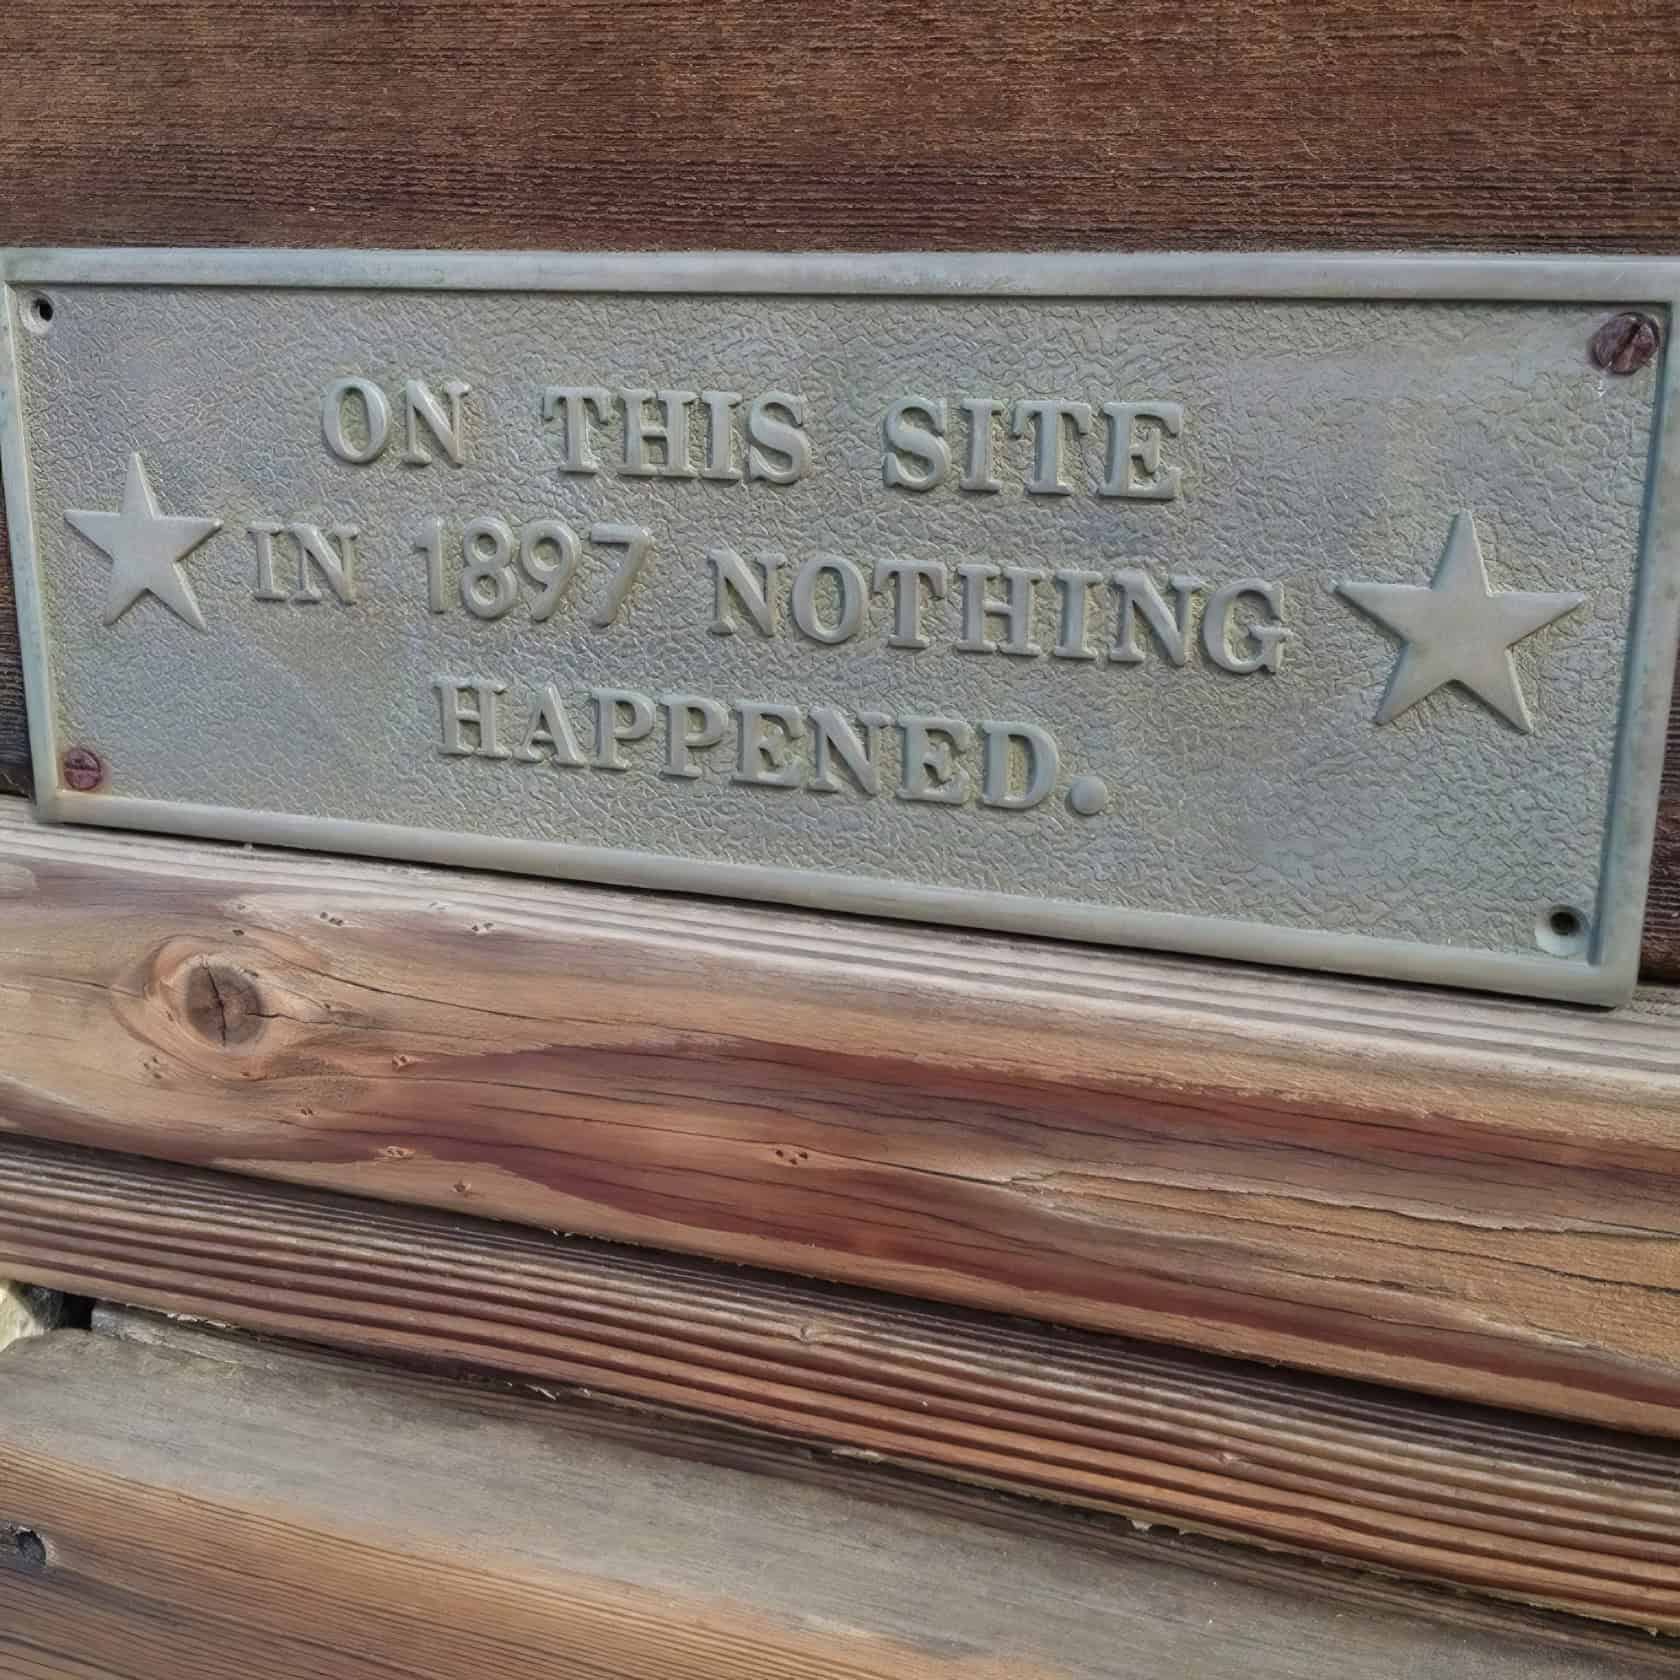 ON THIS SITE
IN 1897 NOTHING
HAPPENED.